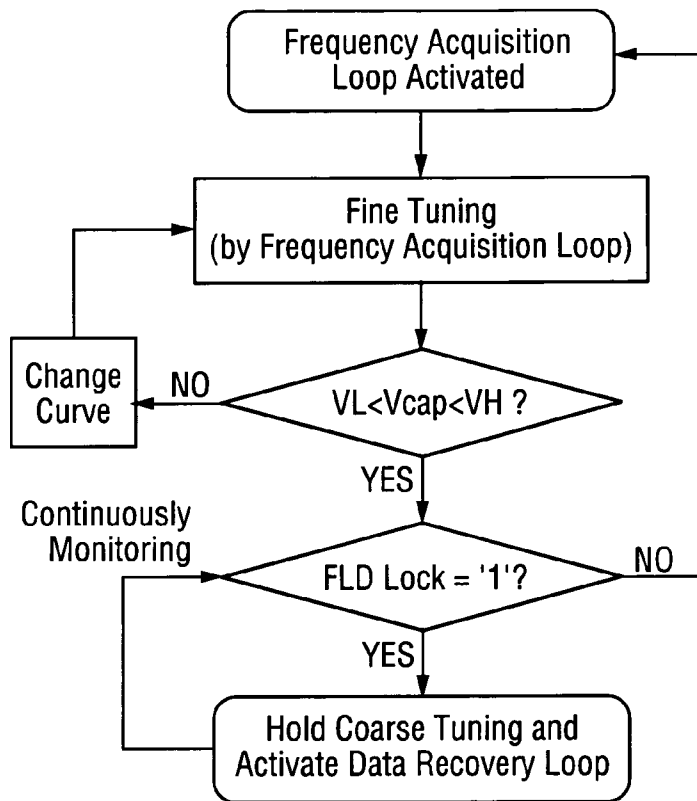 Frequency Acquisition
Loop Activated
Fine Tuning
(by Frequency Acquisition Loop)
Change
Curve
NO
VL<Vcap<VH ?
YES
Continuously
Monitoring
FLD Lock = '1'?
NO
YES
Hold Coarse Tuning and
Activate Data Recovery Loop